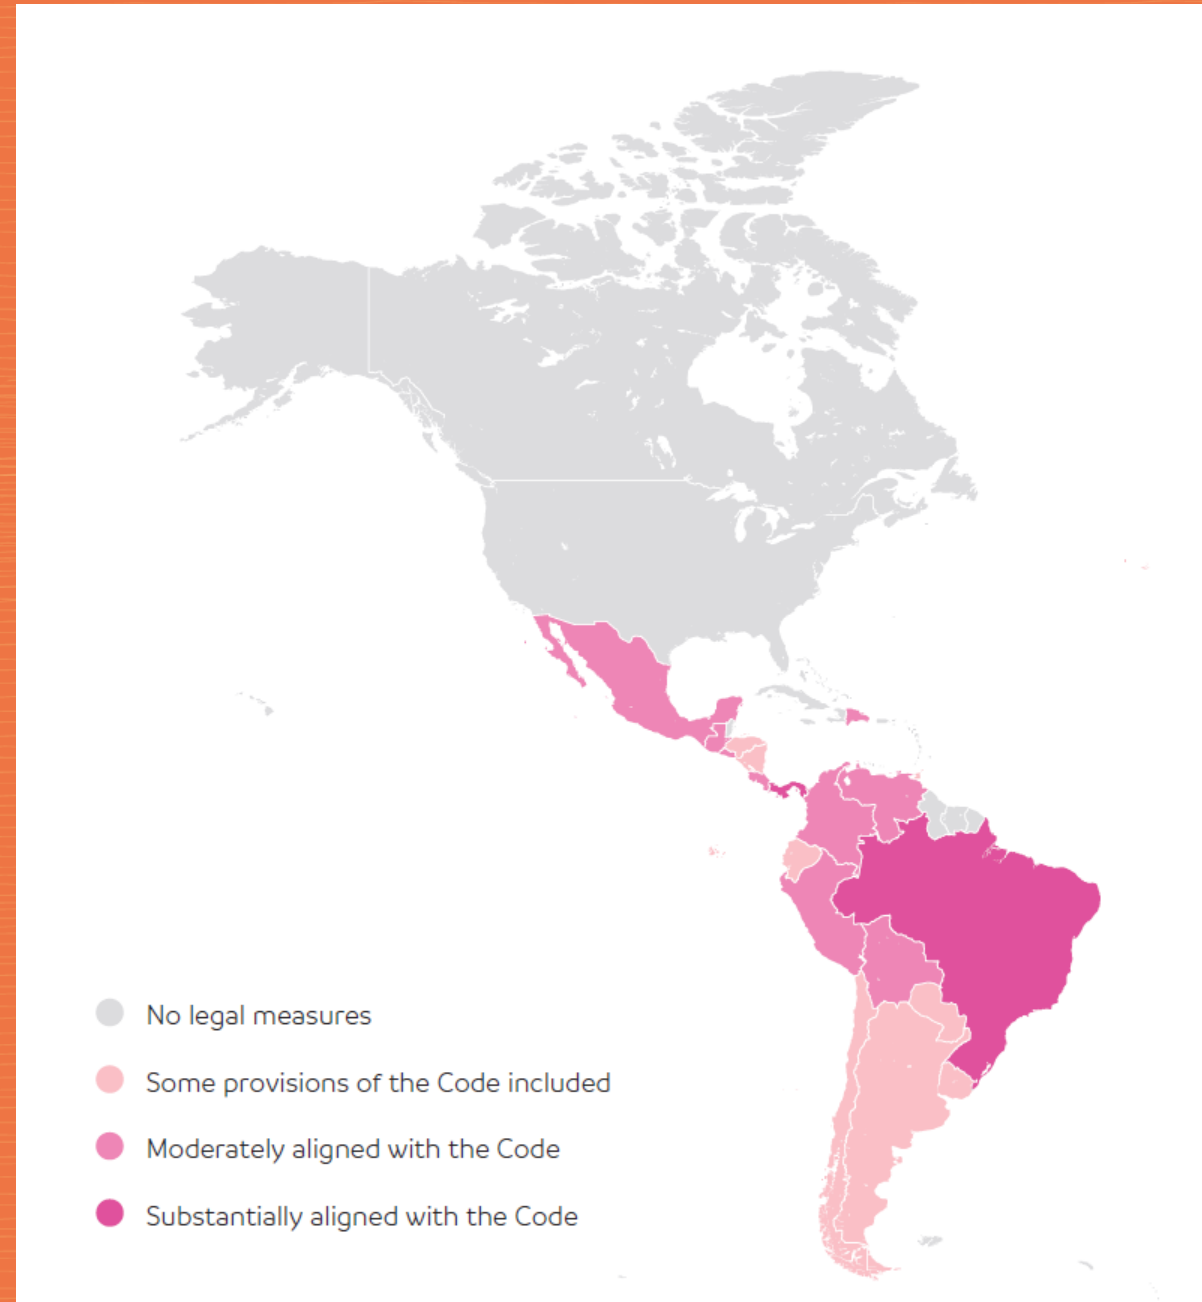 No legal measures
Some provisions of the Code included
Moderately aligned with the Code
Substantially aligned with the Code